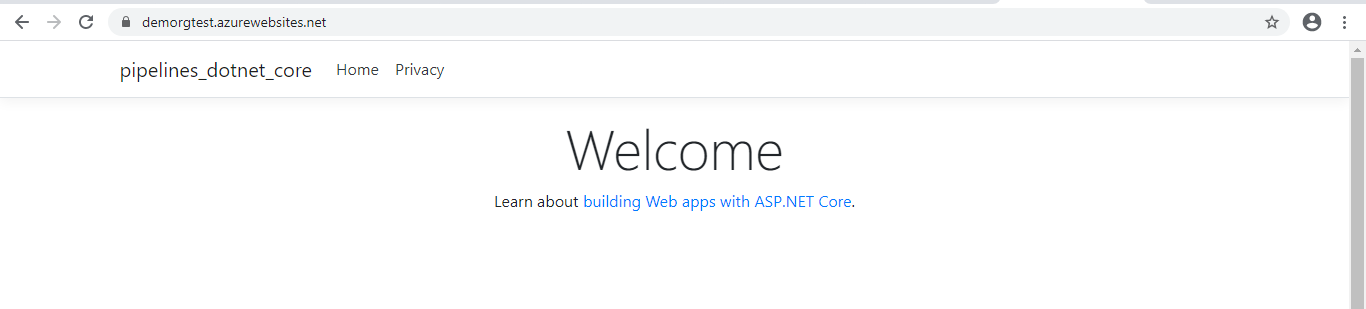 demorgtest.azurewebsites.net
pipelines_dotnet_core Home Privacy
Welcome
Learn about building Web apps with ASP.NET Core.